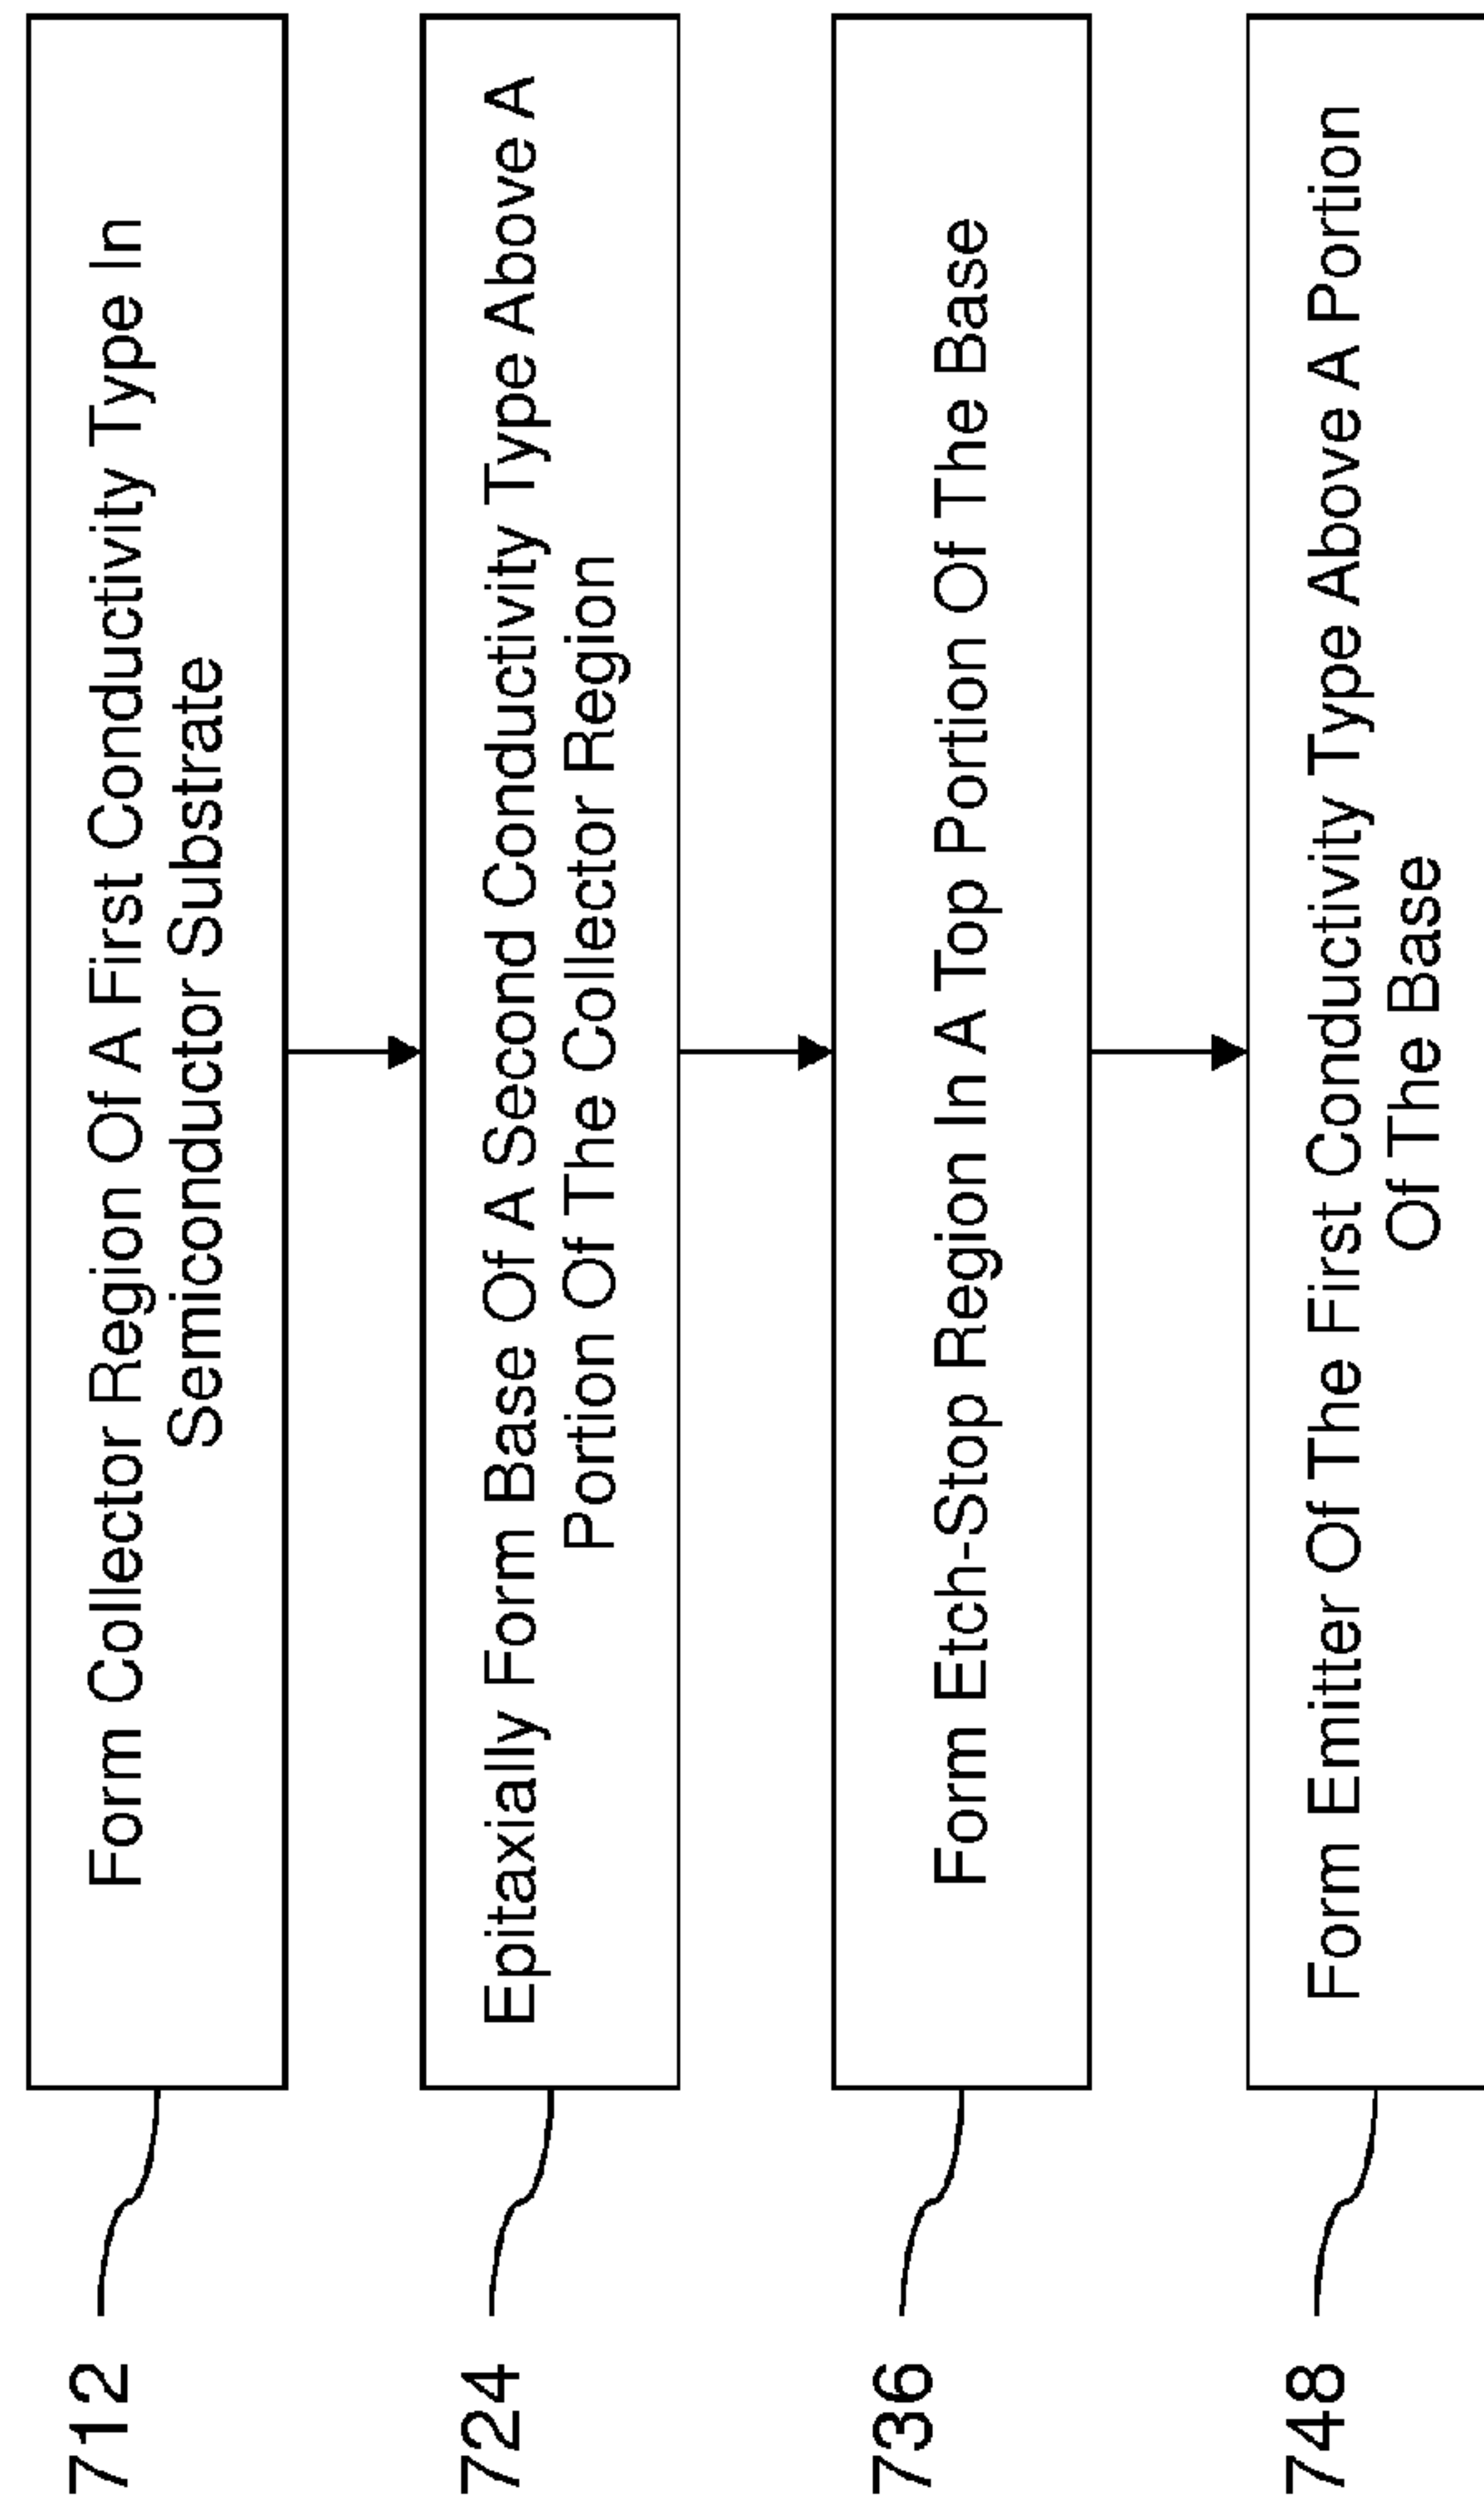 712
Form Collector Region Of A First Conductivity Type In
Semiconductor Substrate
724
Epitaxially Form Base Of A Second Conductivity Type Above A
Portion Of The Collector Region
736
Form Etch-Stop Region In A Top Portion Of The Base
748
Form Emitter Of The First Conductivity Type Above A Portion
Of The Base